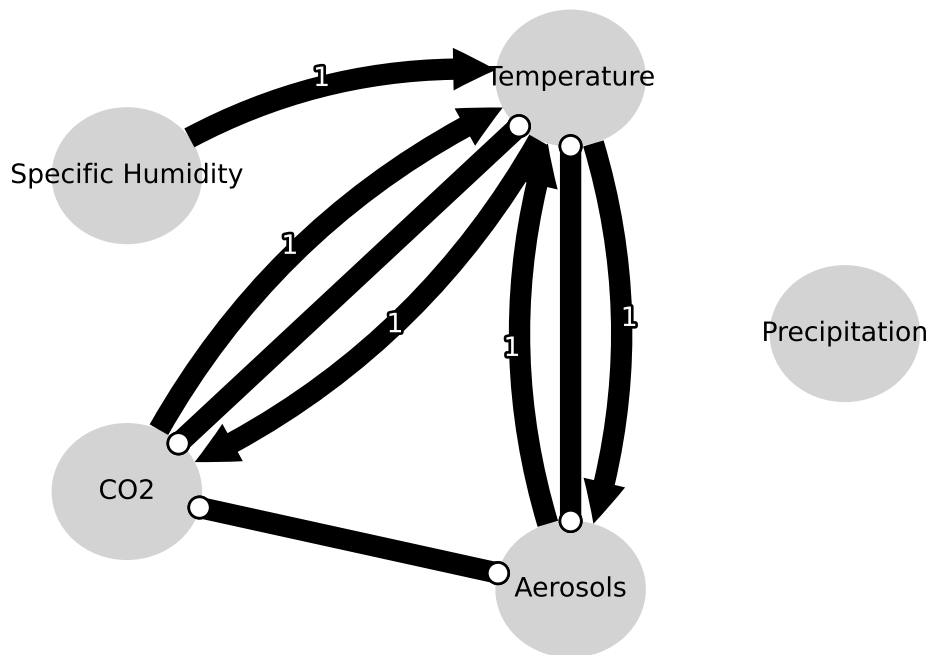 Temperature
1
Specific Humidity
1
1
1
Precipitation
1
CO2
Aerosols